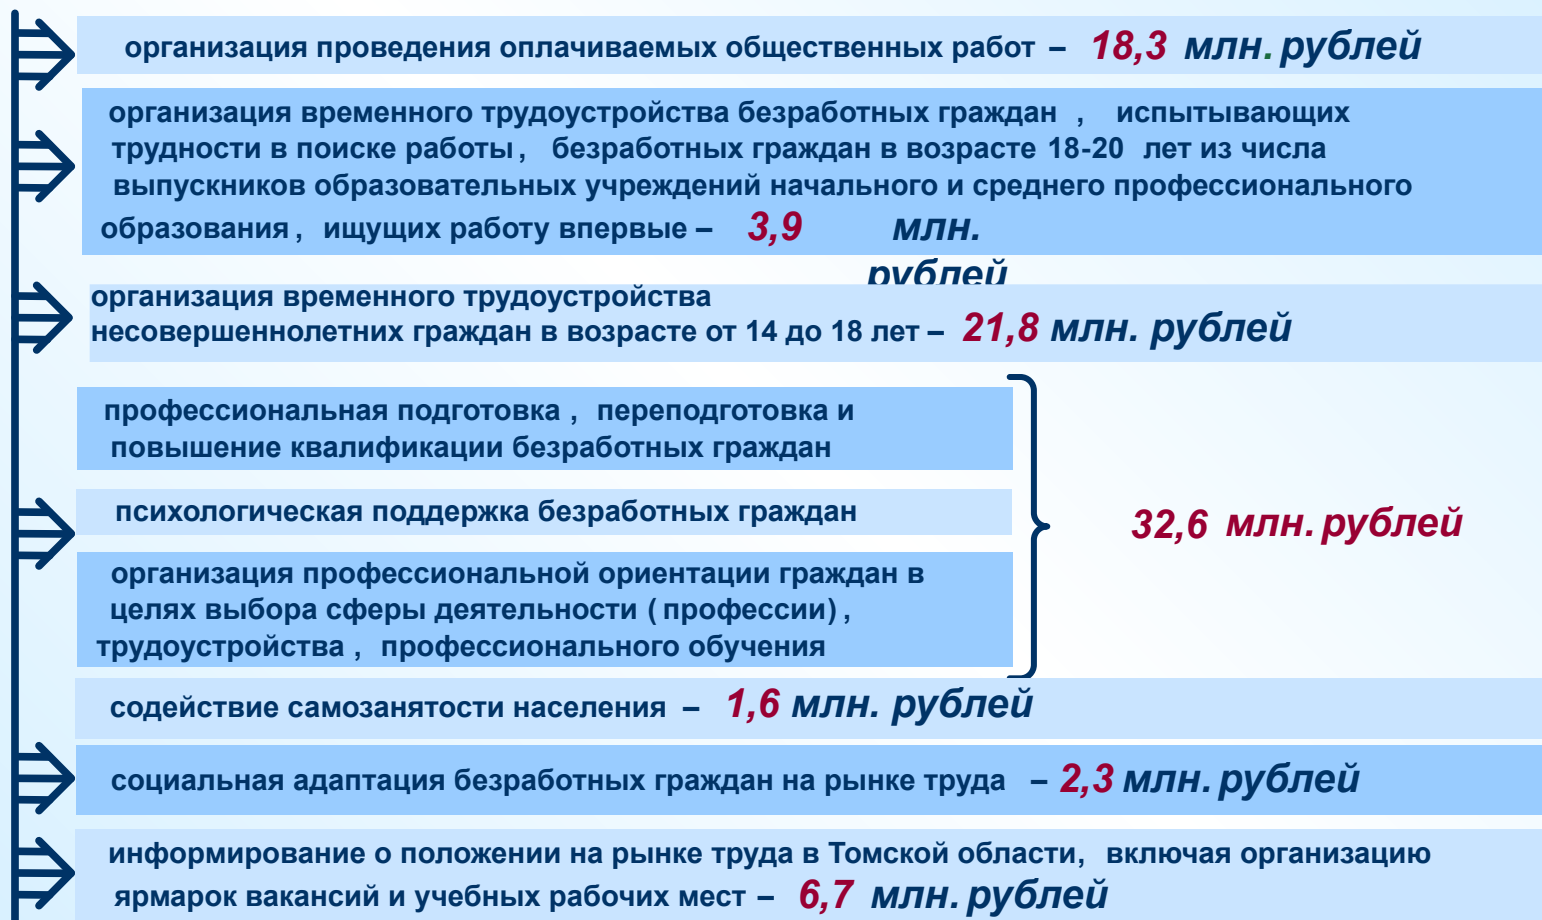 организация проведения оплачиваемых общественных работ – 18,3 млн. рублей
организация временного трудоустройства безработных граждан , испытывающих
трудности в поиске работы , безработных граждан в возрасте 18-20 лет из числа
выпускников образовательных учреждений начального и среднего профессионального
образования , ищущих работу впервые – 3,9 млн.
рублей
организация временного трудоустройства
несовершеннолетних граждан в возрасте от 14 до 18 лет – 21,8 млн. рублей
профессиональная подготовка , переподготовка и
повышение квалификации безработных граждан
психологическая поддержка безработных граждан
32,6 млн. рублей
организация профессиональной ориентации граждан в
целях выбора сферы деятельности ( профессии) ,
трудоустройства , профессионального обучения
содействие самозанятости населения – 1,6 млн. рублей
социальная адаптация безработных граждан на рынке труда – 2,3 млн. рублей
информирование о положении на рынке труда в Томской области, включая организацию
ярмарок вакансий и учебных рабочих мест – 6,7 млн. рублей